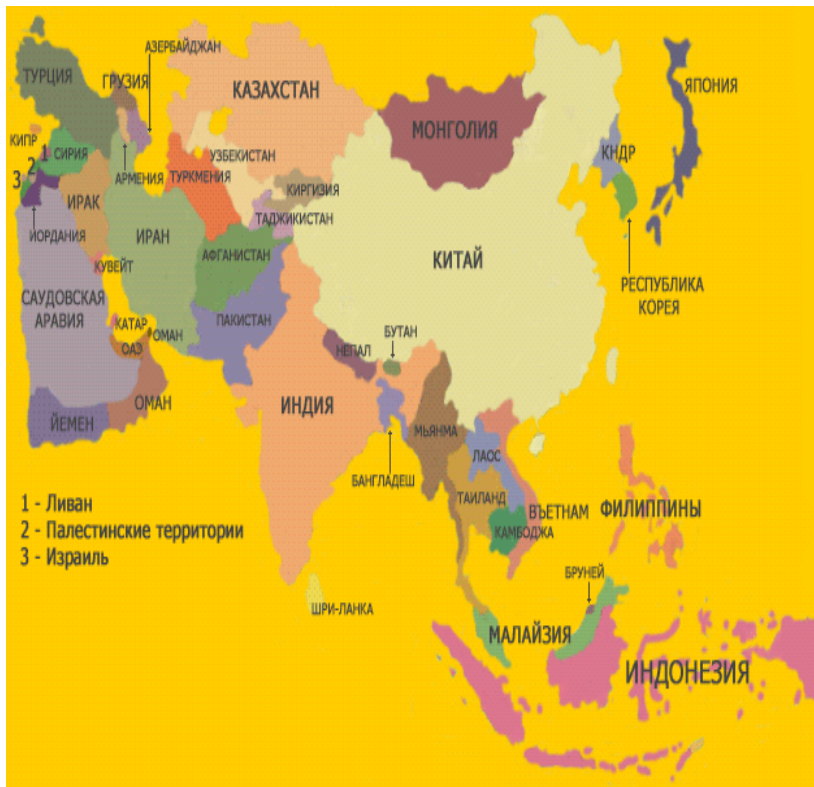 АЗЕРБАЙДЖАН
ТУРЦИЯ
ГРУЗИЯ
КАЗАХСТАН
ЯПОНИЯ
МОНГОЛИЯ
КИПР
1
СИРИЯ
УЗБЕКИСТАН
КНДР
2
3
АРМЕНИЯ
ТУРКМЕНИЯ
КИРГИЗИЯ
ИРАК
ТАДЖИКИСТАН
ИОРДАНИЯ
ИРАН
АФГАНИСТАН
КИТАЙ
КУВЕЙТ
РЕСПУБЛИКА
КОРЕЯ
САУДОВСКАЯ
АРАВИЯ
КАТАР
ОМАН
ПАКИСТАН
БУТАН
ОАЭ
НЕПАЛ
ОМАН
ИНДИЯ
ЙЕМЕН
МЬЯНМА
ЛАОС
БАНГЛАДЕШ
ТАИЛАНД
ВЪЕТНАМ
ФИЛИППИНЫ
КАМБОДЖА
1 - Ливан
2 - Палестинские территории
3 - Израиль
БРУНЕЙ
ШРИ-ЛАНКА
МАЛАЙЗИЯ
ИНДОНЕЗИЯ